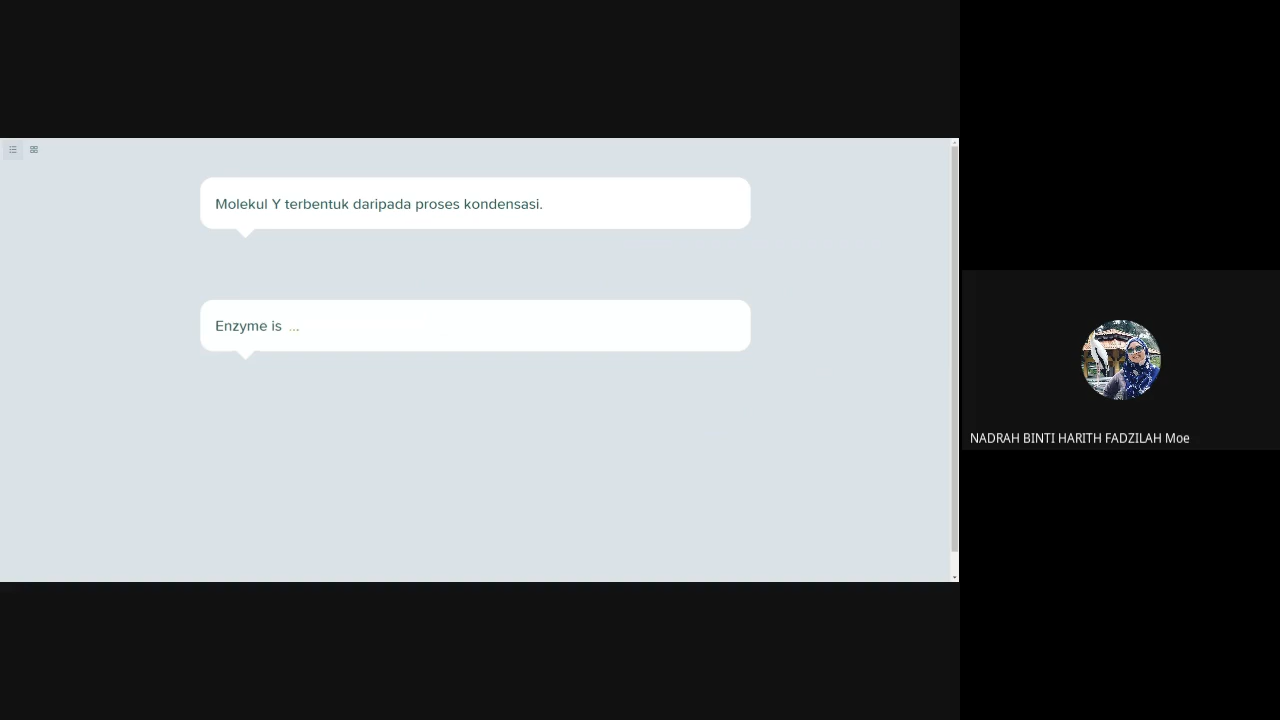 Molekul Y terbentuk daripada proses kondensasi.
Enzyme is ...
NADRAH BINTI HARITH FADZILAH Moe